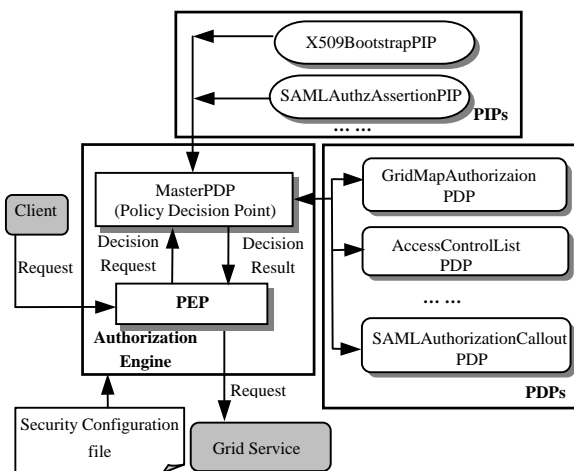 X509BootstrapPIP
SAMLAuthzAssertionPIP
... ...
PIPs
MasterPDP
(Policy Decision Point)
Client
Decision
Request
Decision
Result
Request
PEP
Authorization
Engine
Request
Security Configuration
file
Grid Service
GridMapAuthorizaion
PDP
AccessControlList
PDP
... ...
SAMLAuthorizationCallout
PDP
PDPs